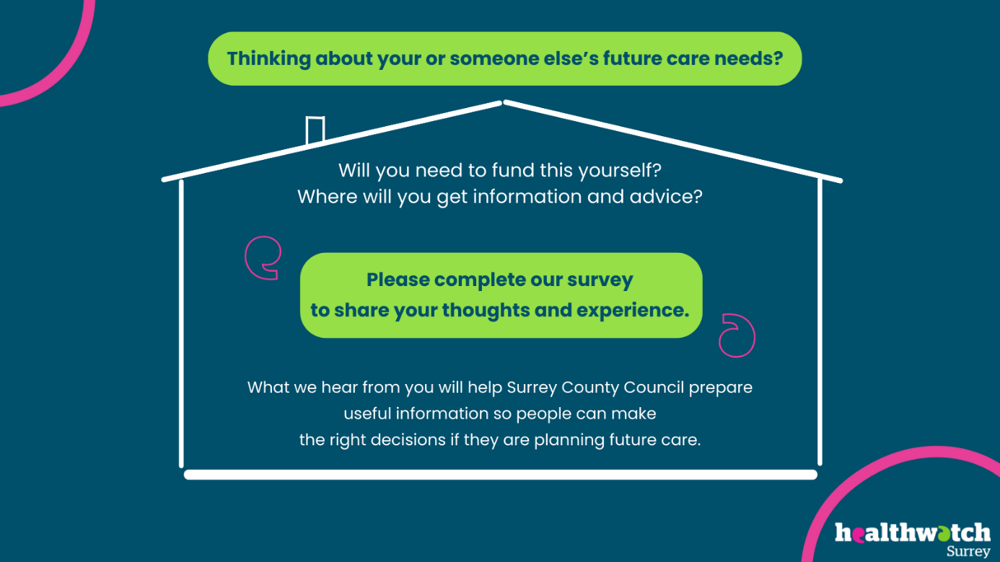 Thinking about your or someone else’s future care needs?
Will you need to fund this yourself?
Where will you get information and advice?
Please complete our survey
to share your thoughts and experience.
What we hear from you will help Surrey County Council prepare
useful information so people can make
the right decisions if they are planning future care.
healthwatch
Surrey